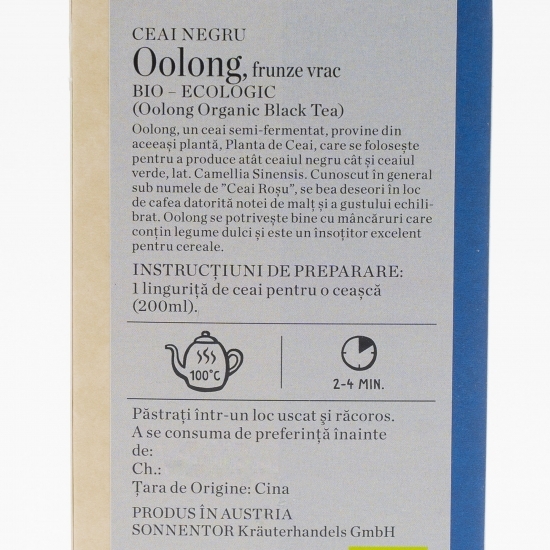 CEAI NEGRU
Oolong, frunze vrac
BIO – ECOLOGIC
(Oolong Organic Black Tea)
Oolong, un ceai semi-fermentat, provine din
aceeași plantă, Planta de Ceai, care se folosește
pentru a produce atât ceaiul negru cât și ceaiul
verde, lat. Camellia Sinensis. Cunoscut în general
sub numele de "Ceai Roșu", se bea deseori în loc
de cafea datorită notei de malț și a gustului echili-
brat. Oolong se potrivește bine cu mâncăruri care
conțin legume dulci și este un însoțitor excelent
pentru cereale.
INSTRUCȚIUNI DE PREPARARE:
1 linguriță de ceai pentru o ceașcă
(200ml).
100°C
2-4 MIN.
Păstrați într-un loc uscat şi răcoros.
A se consuma de preferință înainte
de:
Ch.:
Țara de Origine: Cina
PRODUS ÎN AUSTRIA
SONNENTOR Kräuterhandels GmbH